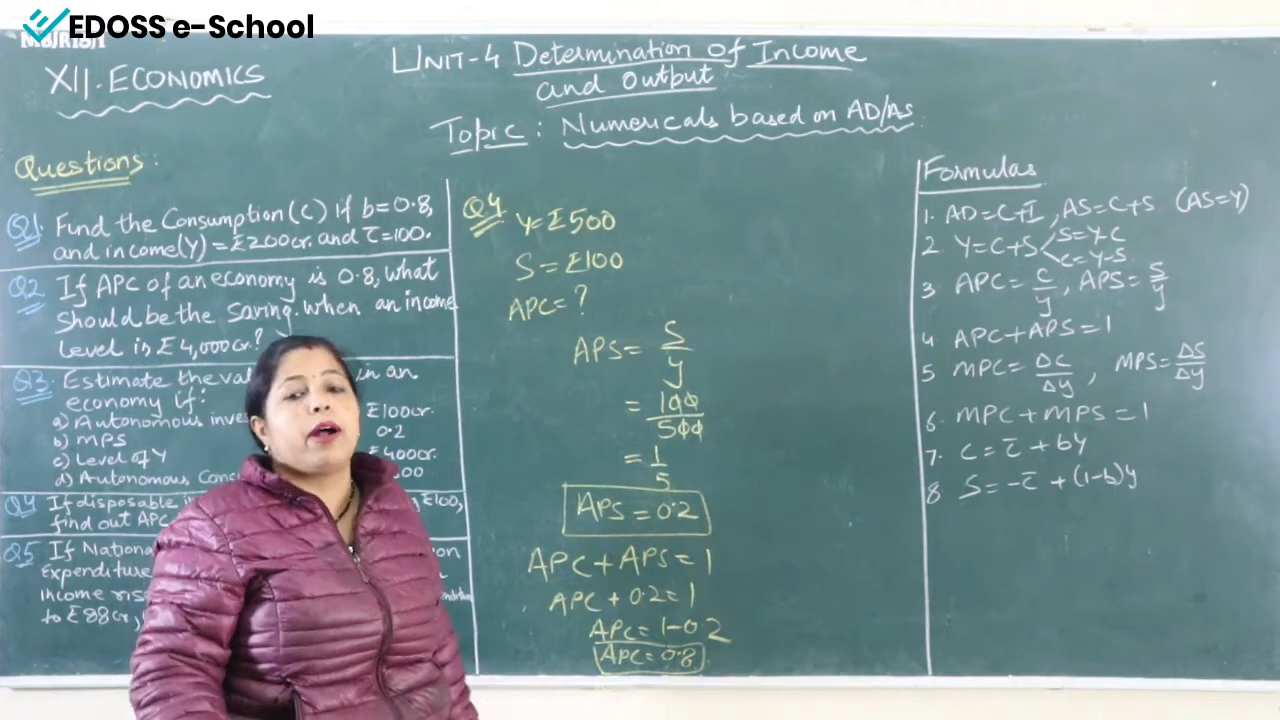 EDOSS e-School
XII. ECONOMICS
UNIT-4 Determination of Income
and Output
Topic: Numericals based on AD/AS
Questions:
Q1. Find the Consumption (C) if b=0.8,
and income(Y) = ₹200cr. and C̄=100.
Q2 If APC of an economy is 0.8, what
should be the saving when an income
level is ₹4,000cr.?
Q3. Estimate the in an
economy if:
a) Autonomous ₹100cr.
b) MPS 0.2
c) Level of Y ₹400cr.
d) Autonomous
Q4 If disposable ₹100,
find out APC
Q5 If National
Expenditure
income
to ₹88cr,
Q4
Y=₹500
S=₹100
APC=?
APS= S/y
= 100/500
= 1/5
APS=0.2
APC+APS=1
APC+0.2=1
APC=1-0.2
APC=0.8
Formulas
1. AD=C+I, AS=C+S (AS=Y)
2 Y=C+S S=Y-C
C=Y-S
3 APC= C/y, APS= S/y
4 APC+APS=1
5 MPC= ΔC/Δy, MPS= ΔS/Δy
6. MPC+MPS=1
7. C=C̄+by
8 S=-C̄+(1-b)y